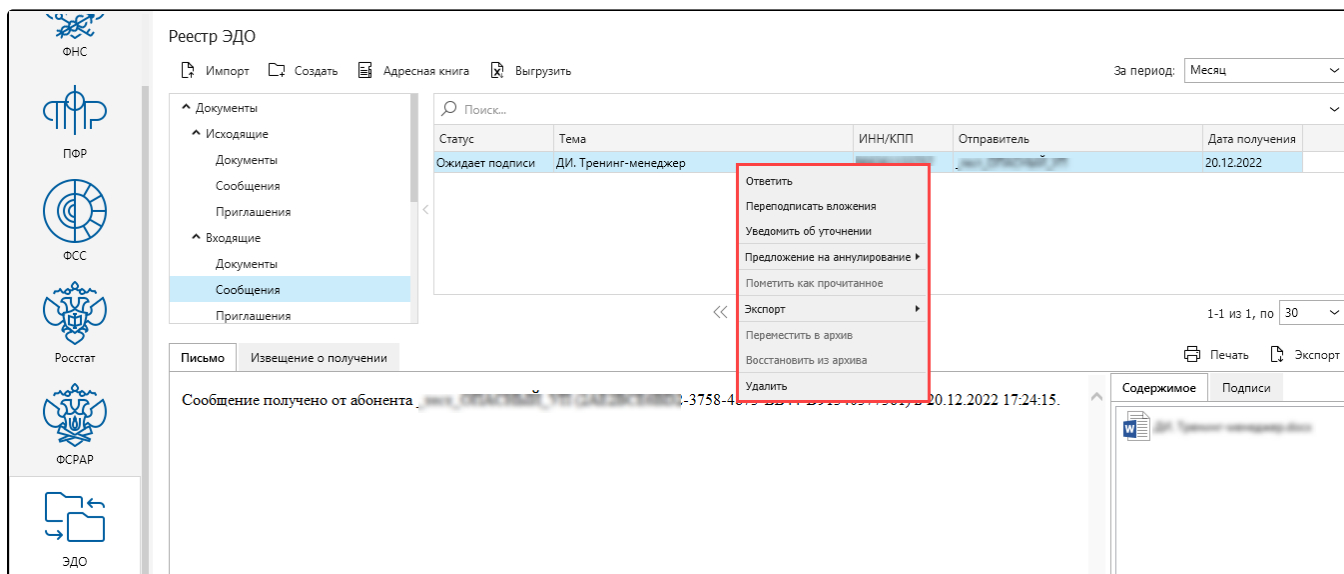 ФНС
ПФР
ФСС
Росстат
ФСРАР
ЭДО
Реестр ЭДО
Импорт Создать Адресная книга Выгрузить
За период: Месяц
Документы
Исходящие
Документы
Сообщения
Приглашения
Входящие
Документы
Сообщения
Приглашения
Поиск...
Статус Тема ИНН/КПП Отправитель Дата получения
Ожидает подписи ДИ. Тренинг-менеджер 20.12.2022
Ответить
Переподписать вложения
Уведомить об уточнении
Предложение на аннулирование
Пометить как прочитанное
Экспорт
Переместить в архив
Восстановить из архива
Удалить
1-1 из 1, по 30
Письмо Извещение о получении
Печать Экспорт
Сообщение получено от абонента 20.12.2022 17:24:15.
Содержимое Подписи